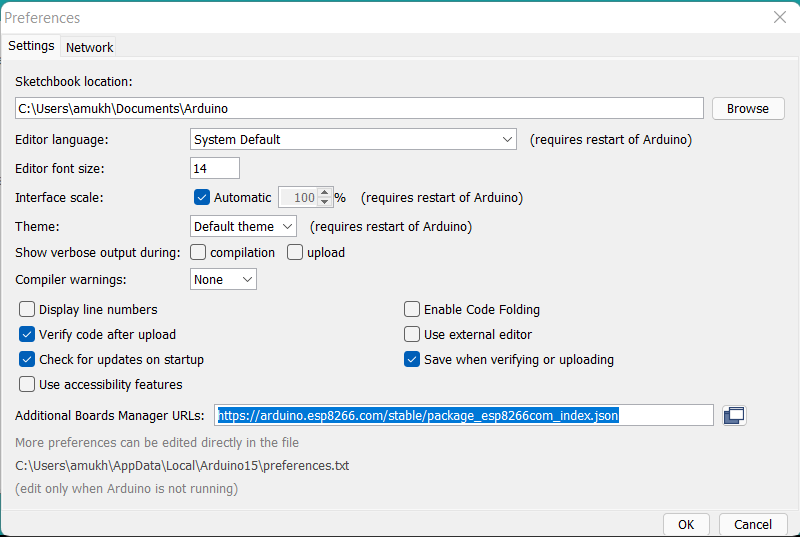 Preferences
Settings Network
Sketchbook location:
C:\Users\amukh\Documents\Arduino Browse
Editor language: System Default (requires restart of Arduino)
Editor font size: 14
Interface scale: Automatic 100 % (requires restart of Arduino)
Theme: Default theme (requires restart of Arduino)
Show verbose output during: compilation upload
Compiler warnings: None
Display line numbers Enable Code Folding
Verify code after upload Use external editor
Check for updates on startup Save when verifying or uploading
Use accessibility features
Additional Boards Manager URLs: https://arduino.esp8266.com/stable/package_esp8266com_index.json
More preferences can be edited directly in the file
C:\Users\amukh\AppData\Local\Arduino15\preferences.txt
(edit only when Arduino is not running)
OK Cancel